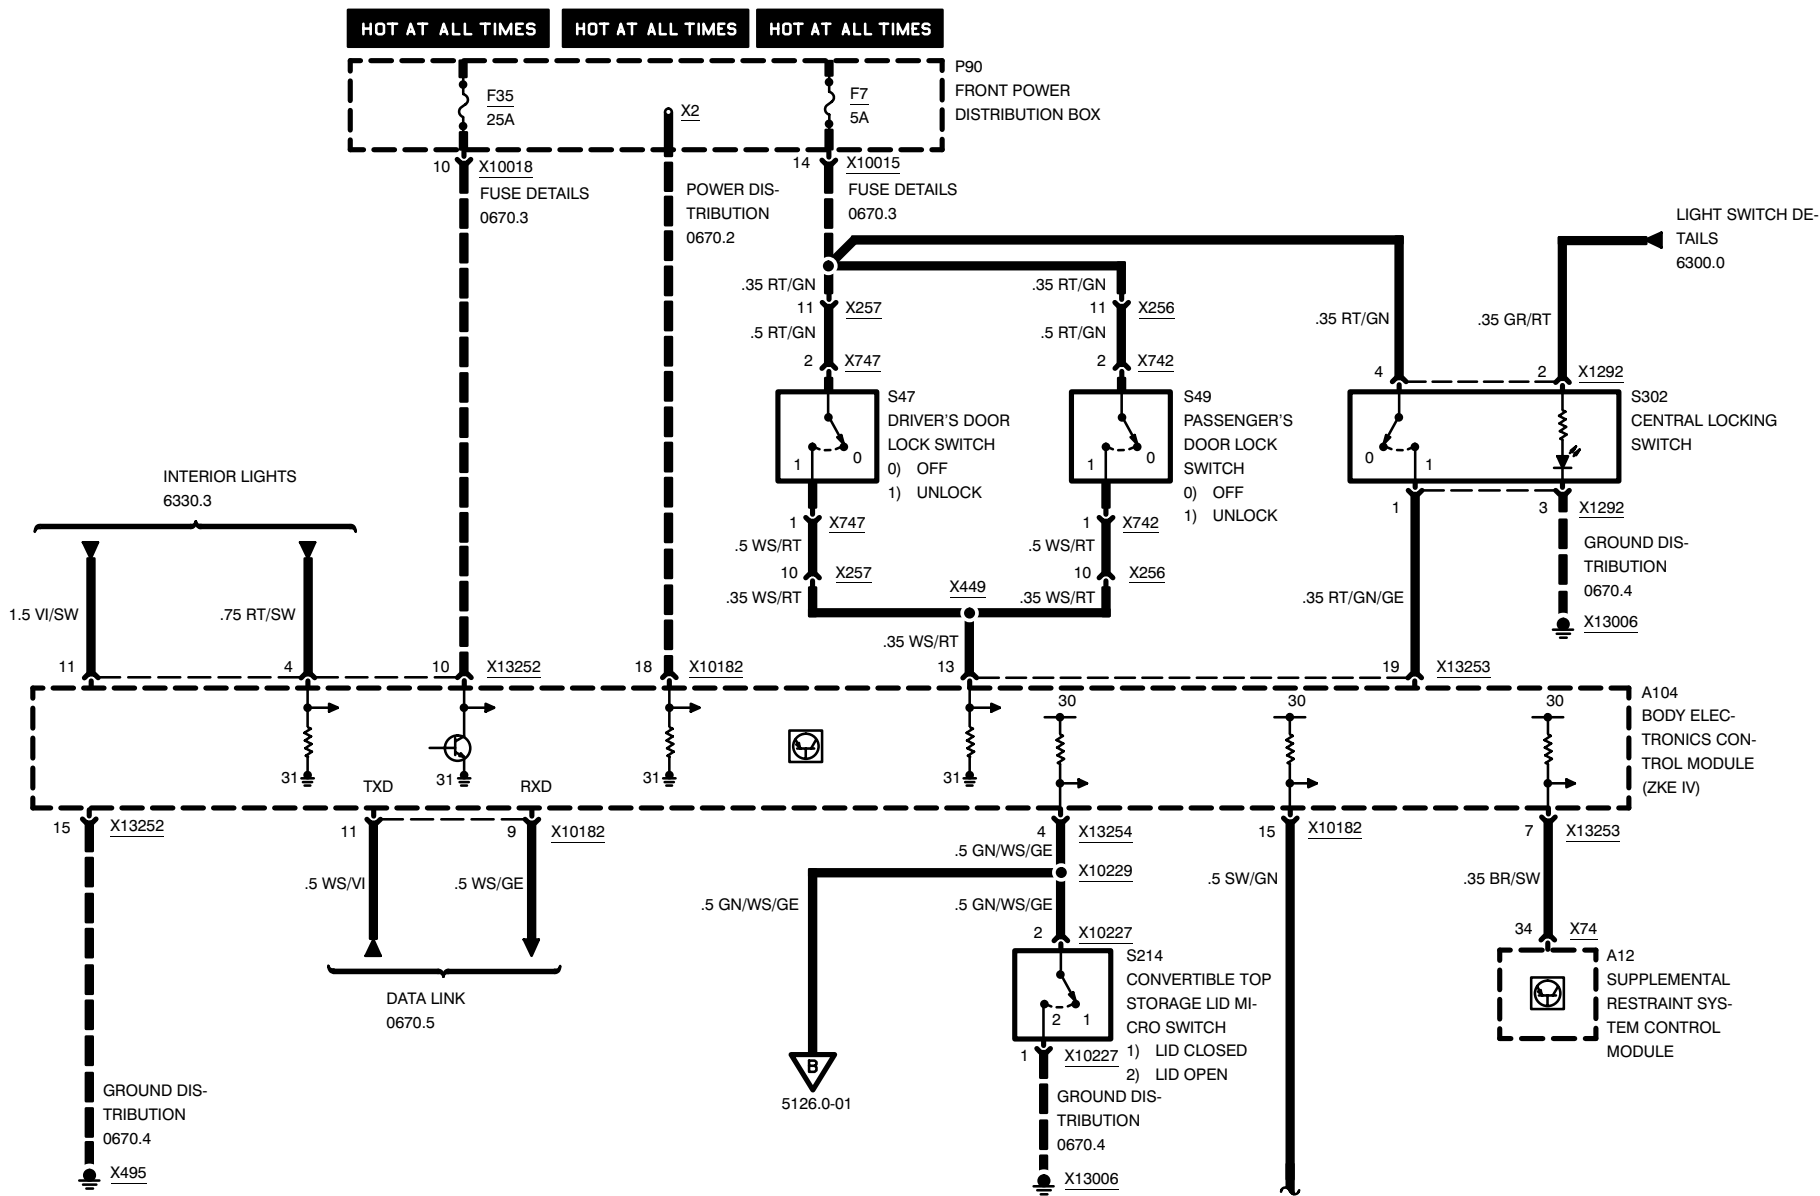 HOT AT ALL TIMES
HOT AT ALL TIMES
HOT AT ALL TIMES
P90
FRONT POWER
DISTRIBUTION BOX
F35
25A
X2
F7
5A
10
X10018
FUSE DETAILS
0670.3
POWER DIS-
TRIBUTION
0670.2
14
X10015
FUSE DETAILS
0670.3
LIGHT SWITCH DE-
TAILS
6300.0
.35 RT/GN
11
X257
.5 RT/GN
2
X747
.35 RT/GN
11
X256
.5 RT/GN
2
X742
.35 RT/GN
.35 GR/RT
4
2
X1292
S47
DRIVER'S DOOR
LOCK SWITCH
0) OFF
1) UNLOCK
1
0
S49
PASSENGER'S
DOOR LOCK
SWITCH
0) OFF
1) UNLOCK
1
0
S302
CENTRAL LOCKING
SWITCH
0
1
INTERIOR LIGHTS
6330.3
1
X747
.5 WS/RT
10
X257
.35 WS/RT
1
X742
.5 WS/RT
10
X256
.35 WS/RT
X449
.35 WS/RT
1
3
X1292
GROUND DIS-
TRIBUTION
0670.4
X13006
.35 RT/GN/GE
1.5 VI/SW
.75 RT/SW
11
4
10
X13252
18
X10182
13
19
X13253
A104
BODY ELEC-
TRONICS CON-
TROL MODULE
(ZKE IV)
30
30
30
31
31
31
31
TXD
RXD
15
X13252
11
9
X10182
4
X13254
15
X10182
7
X13253
.5 GN/WS/GE
X10229
.5 WS/VI
.5 WS/GE
.5 GN/WS/GE
.5 GN/WS/GE
.5 SW/GN
.35 BR/SW
2
X10227
34
X74
DATA LINK
0670.5
S214
CONVERTIBLE TOP
STORAGE LID MI-
CRO SWITCH
1) LID CLOSED
2) LID OPEN
2
1
A12
SUPPLEMENTAL
RESTRAINT SYS-
TEM CONTROL
MODULE
1
X10227
B
5126.0-01
GROUND DIS-
TRIBUTION
0670.4
X495
GROUND DIS-
TRIBUTION
0670.4
X13006